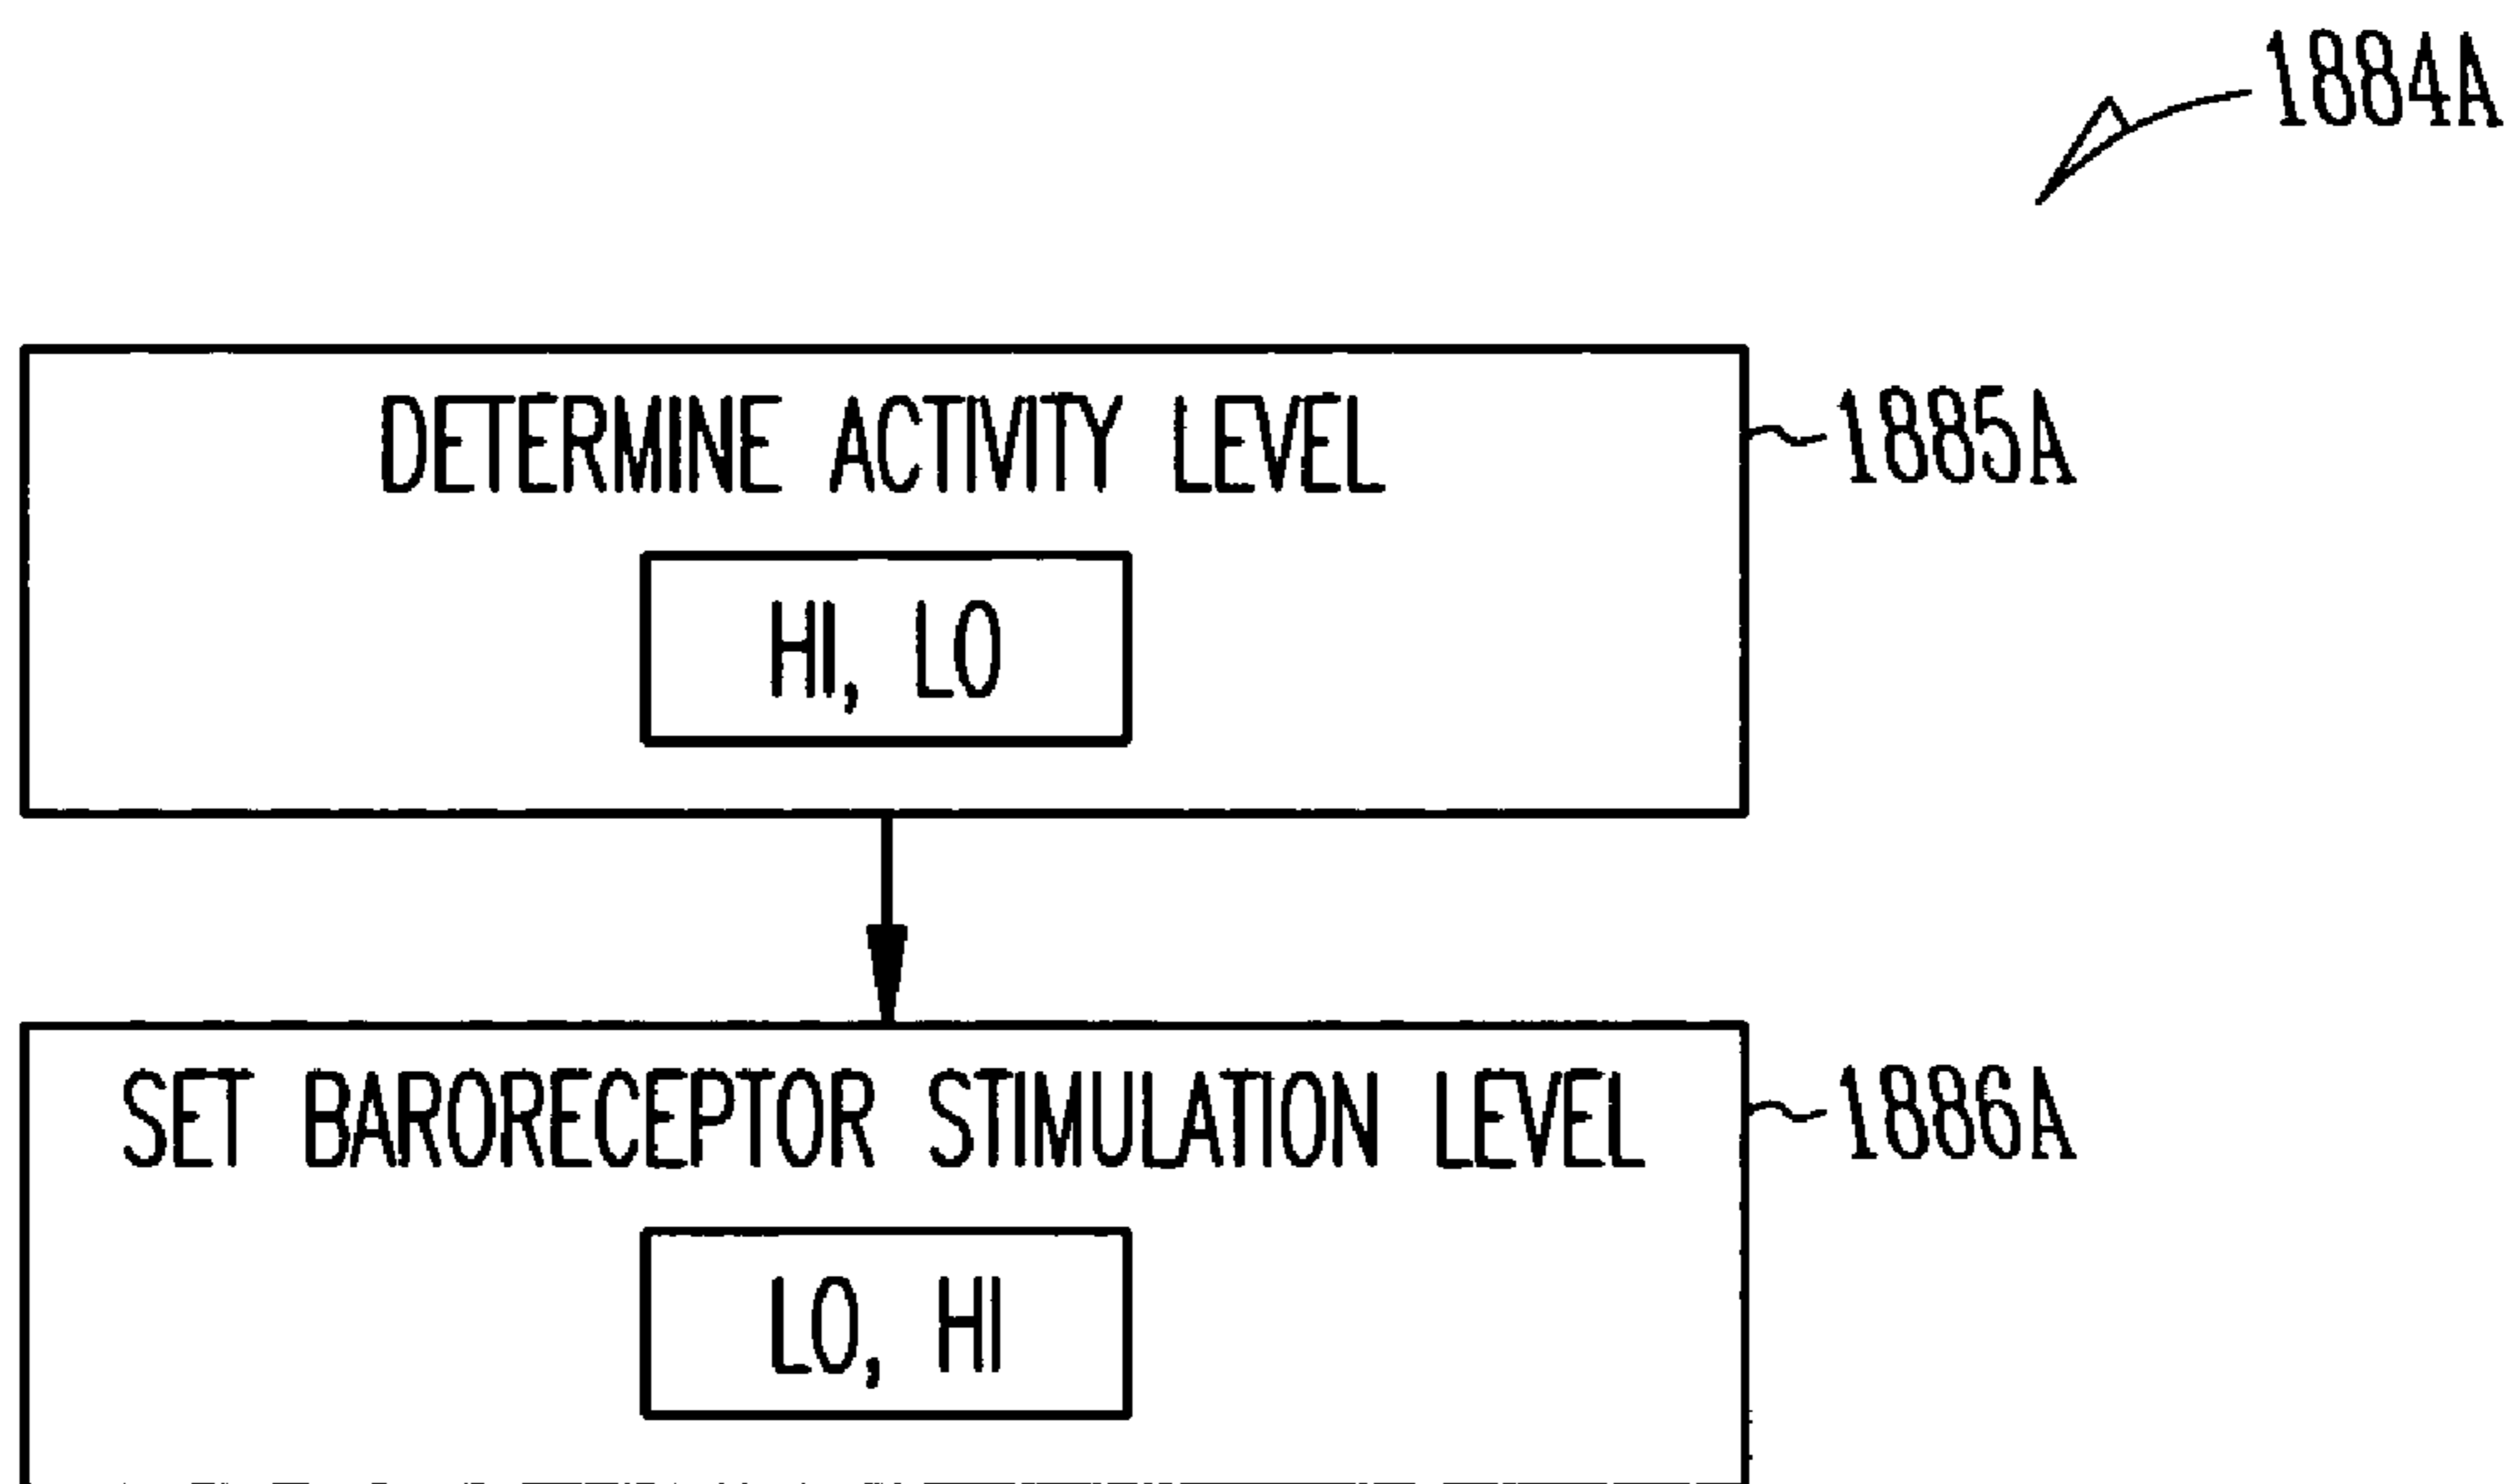 1884A
DETERMINE ACTIVITY LEVEL
1885A
HI, LO
SET BARORECEPTOR STIMULATION LEVEL
1886A
LO, HI